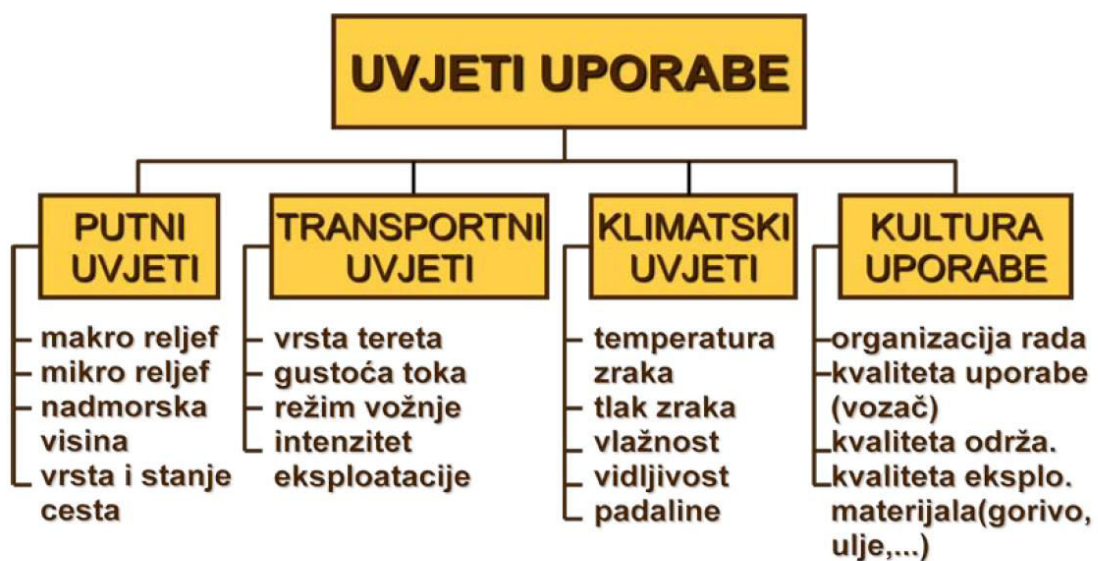 UVJETI UPORABE
PUTNI
UVJETI
makro reljef
mikro reljef
nadmorska
visina
vrsta i stanje
cesta
TRANSPORTNI
UVJETI
vrsta tereta
gustoća toka
režim vožnje
intenzitet
eksploatacije
KLIMATSKI
UVJETI
temperatura
zraka
tlak zraka
vlažnost
vidljivost
padaline
KULTURA
UPORABE
organizacija rada
kvaliteta uporabe
(vozač)
kvaliteta održa.
kvaliteta eksplo.
materijala(gorivo,
ulje,...)